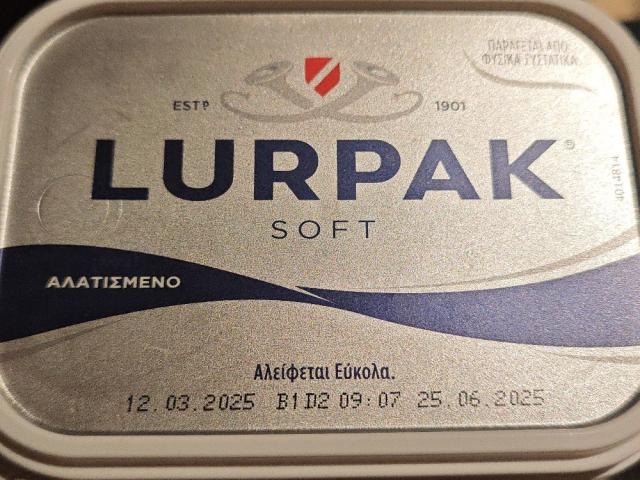 ΠΑΡΑΓΕΤΑΙ ΑΠΟ
ΦΥΣΙΚΑ ΣΥΣΤΑΤΙΚΑ
ESTD 1901
LURPAK®
SOFT
4014814
ΑΛΑΤΙΣΜΕΝΟ
Αλείφεται Εύκολα.
12.03.2025 B1D2 09:07 25.06.2025